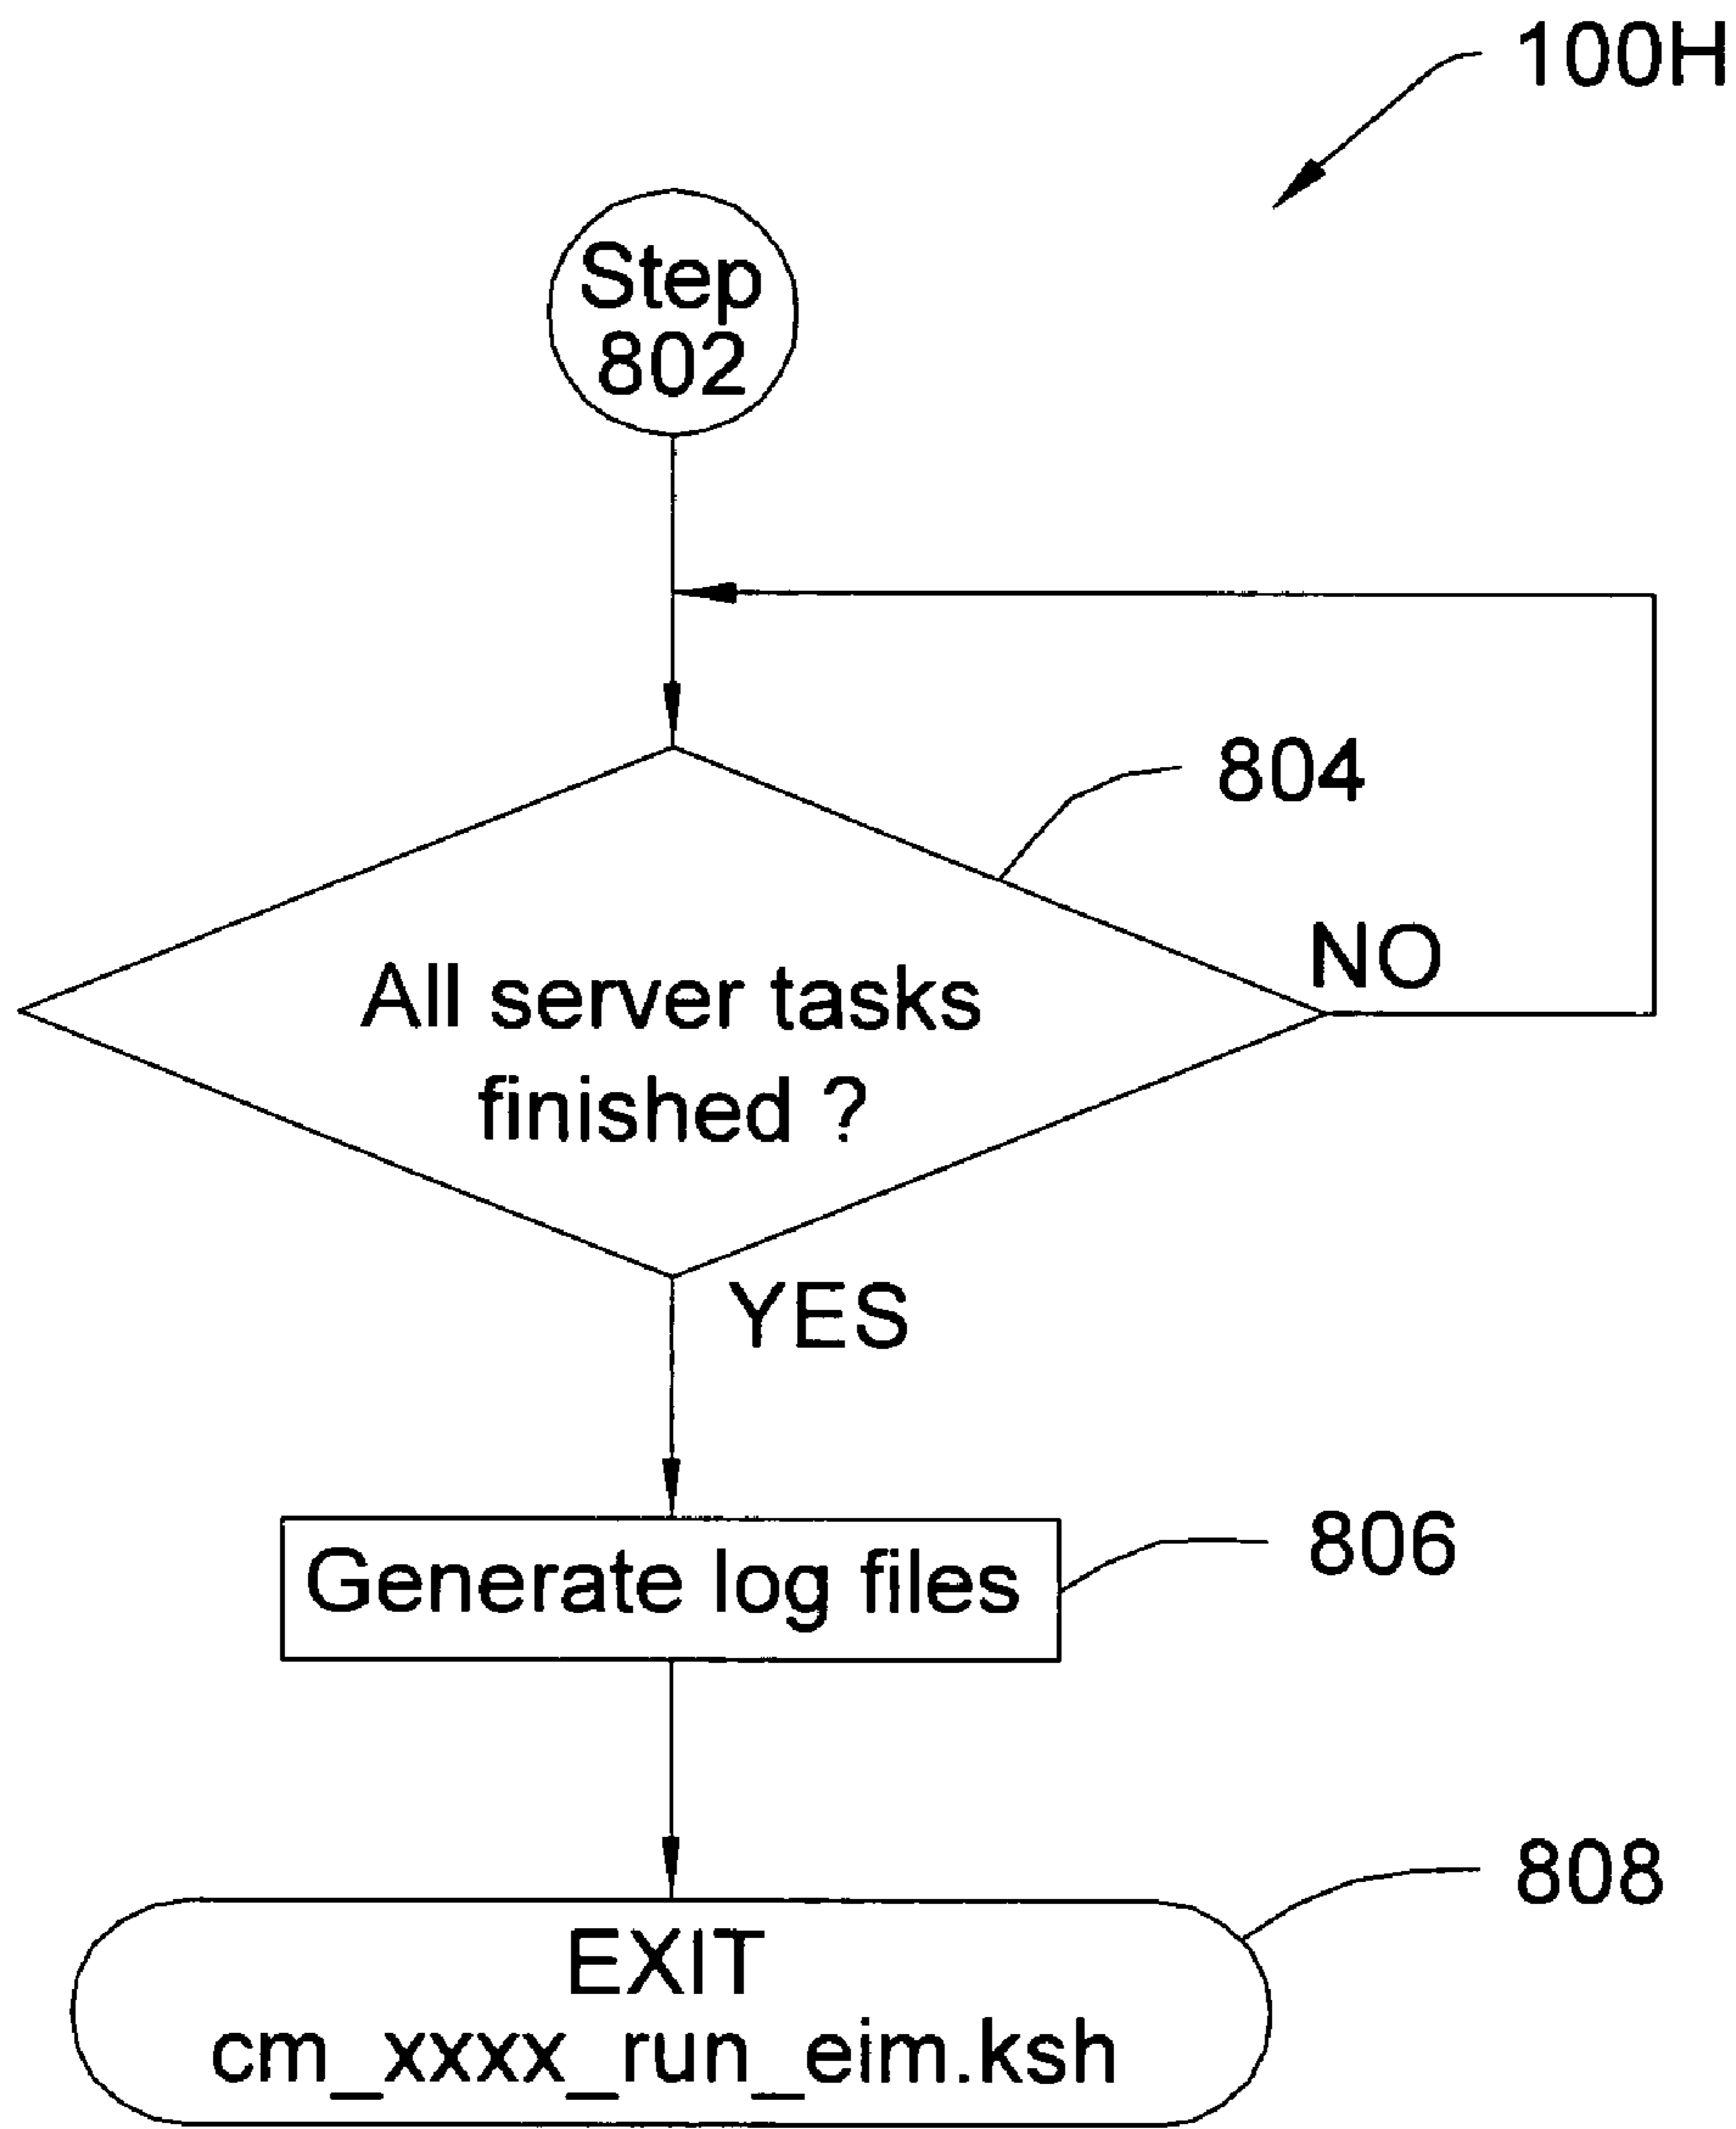 100H
Step
802
804
NO
All server tasks
finished ?
YES
Generate log files
806
808
EXIT
cm_xxxx_run_eim.ksh